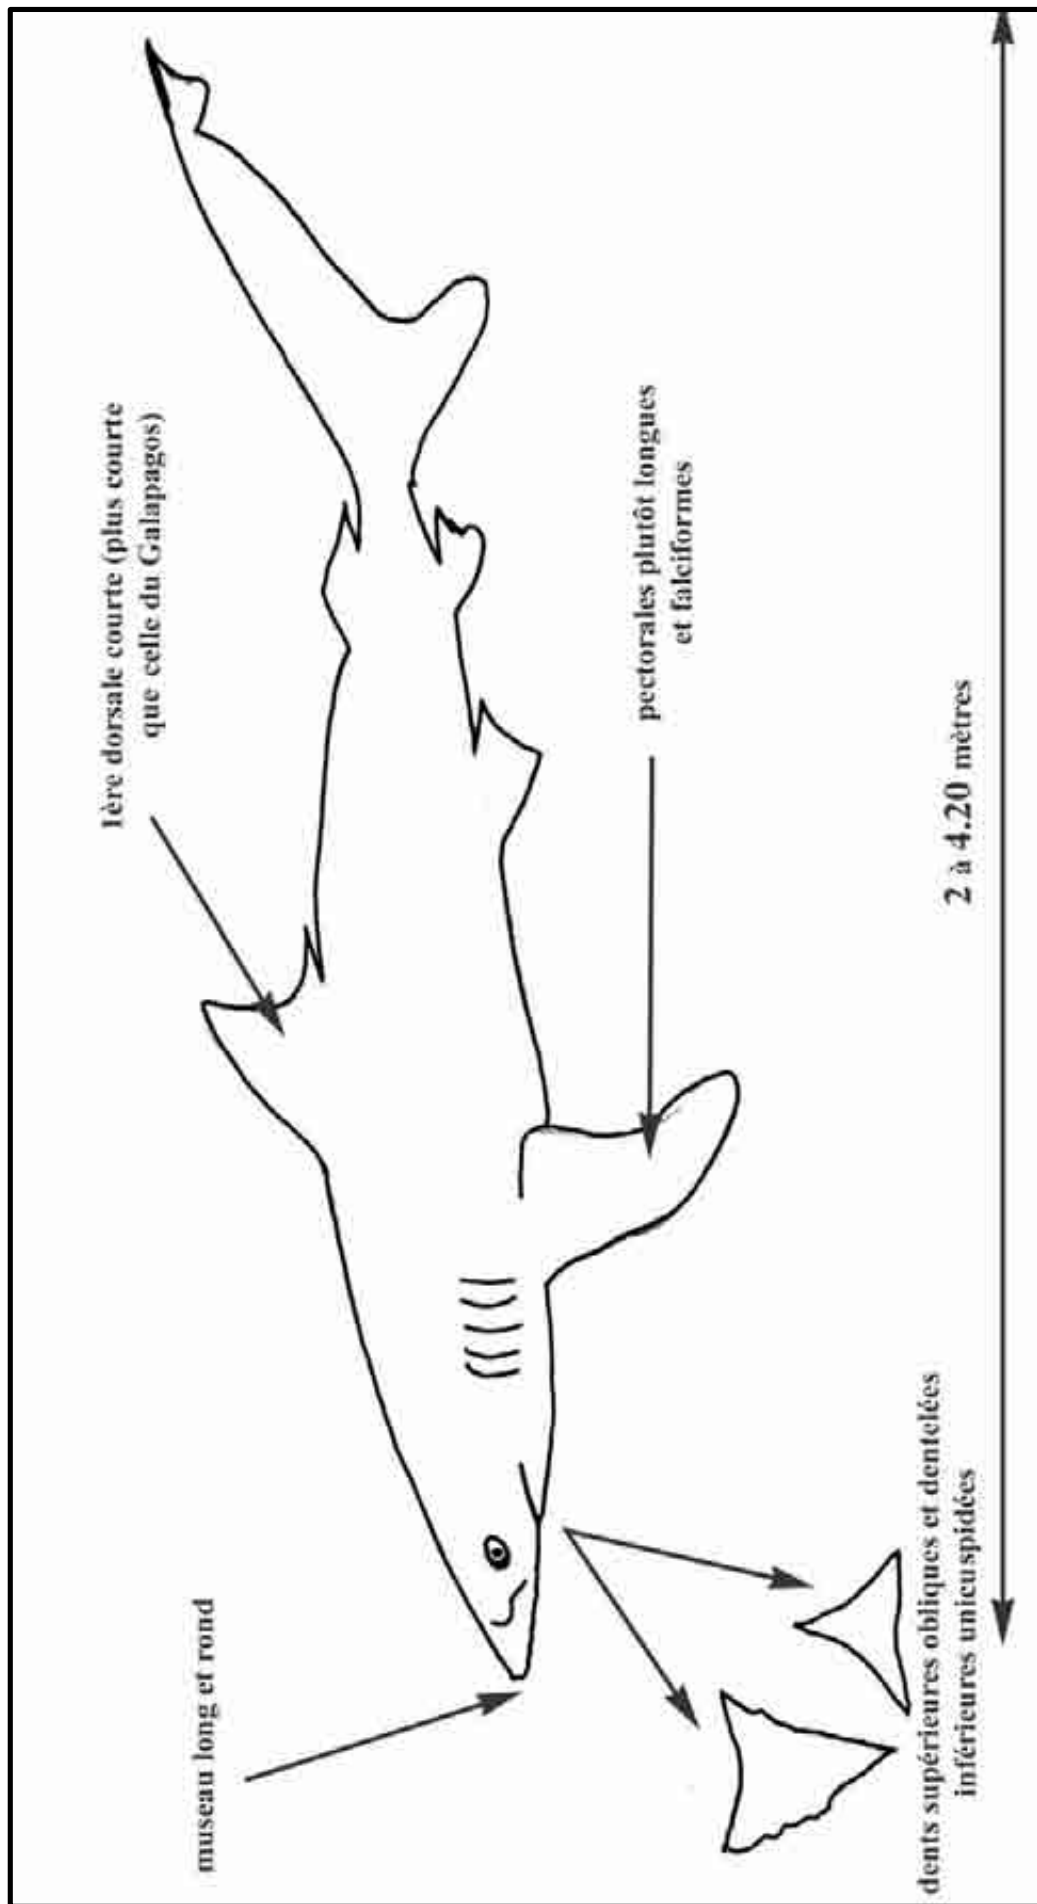 museau long et rond
1ère dorsale courte (plus courte
que celle du Galapagos)
pectorales plutôt longues
et falciformes
dents supérieures obliques et dentelées
inférieures unicuspidées
2 à 4.20 mètres